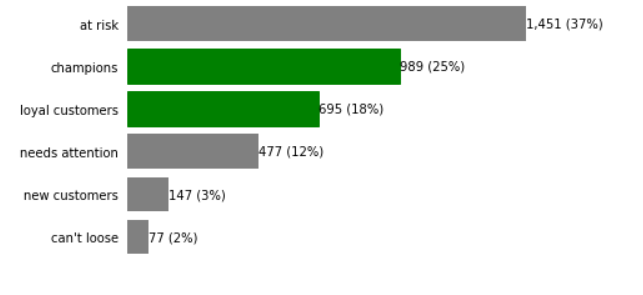 at risk 1,451 (37%)
champions 989 (25%)
loyal customers 695 (18%)
needs attention 477 (12%)
new customers 147 (3%)
can't loose 77 (2%)